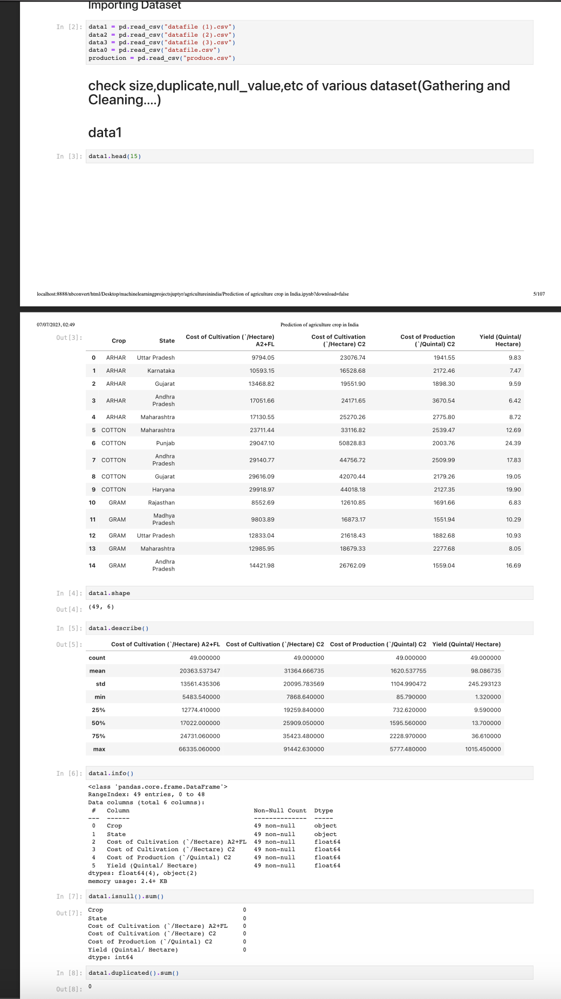 Importing Dataset
In [2]: data1 = pd.read_csv("datafile (1).csv")
data2 = pd.read_csv("datafile (2).csv")
data3 = pd.read_csv("datafile (3).csv")
data0 = pd.read_csv("datafile.csv")
production = pd.read_csv("produce.csv")
check size,duplicate,null_value,etc of various dataset(Gathering and
Cleaning....)
data1
In [3]: data1.head(15)
localhost:8888/nbconvert/html/Desktop/machinelearningprojectsjuptyr/agricultureinindia/Prediction of agriculture crop in India.ipynb?download=false 5/107
07/07/2023, 02:49 Prediction of agriculture crop in India
Out[3]: Crop State Cost of Cultivation (`/Hectare) A2+FL Cost of Cultivation (`/Hectare) C2 Cost of Production (`/Quintal) C2 Yield (Quintal/ Hectare)
0 ARHAR Uttar Pradesh 9794.05 23076.74 1941.55 9.83
1 ARHAR Karnataka 10593.15 16528.68 2172.46 7.47
2 ARHAR Gujarat 13468.82 19551.90 1898.30 9.59
3 ARHAR Andhra Pradesh 17051.66 24171.65 3670.54 6.42
4 ARHAR Maharashtra 17130.55 25270.26 2775.80 8.72
5 COTTON Maharashtra 23711.44 33116.82 2539.47 12.69
6 COTTON Punjab 29047.10 50828.83 2003.76 24.39
7 COTTON Andhra Pradesh 29140.77 44756.72 2509.99 17.83
8 COTTON Gujarat 29616.09 42070.44 2179.26 19.05
9 COTTON Haryana 29918.97 44018.18 2127.35 19.90
10 GRAM Rajasthan 8552.69 12610.85 1691.66 6.83
11 GRAM Madhya Pradesh 9803.89 16873.17 1551.94 10.29
12 GRAM Uttar Pradesh 12833.04 21618.43 1882.68 10.93
13 GRAM Maharashtra 12985.95 18679.33 2277.68 8.05
14 GRAM Andhra Pradesh 14421.98 26762.09 1559.04 16.69
In [4]: data1.shape
Out[4]: (49, 6)
In [5]: data1.describe()
Out[5]: Cost of Cultivation (`/Hectare) A2+FL Cost of Cultivation (`/Hectare) C2 Cost of Production (`/Quintal) C2 Yield (Quintal/ Hectare)
count 49.000000 49.000000 49.000000 49.000000
mean 20363.537347 31364.666735 1620.537755 98.086735
std 13561.435306 20095.783569 1104.990472 245.293123
min 5483.540000 7868.640000 85.790000 1.320000
25% 12774.410000 19259.840000 732.620000 9.590000
50% 17022.000000 25909.050000 1595.560000 13.700000
75% 24731.060000 35423.480000 2228.970000 36.610000
max 66335.060000 91442.630000 5777.480000 1015.450000
In [6]: data1.info()
<class 'pandas.core.frame.DataFrame'>
RangeIndex: 49 entries, 0 to 48
Data columns (total 6 columns):
# Column Non-Null Count Dtype
--- ------ -------------- -----
0 Crop 49 non-null object
1 State 49 non-null object
2 Cost of Cultivation (`/Hectare) A2+FL 49 non-null float64
3 Cost of Cultivation (`/Hectare) C2 49 non-null float64
4 Cost of Production (`/Quintal) C2 49 non-null float64
5 Yield (Quintal/ Hectare) 49 non-null float64
dtypes: float64(4), object(2)
memory usage: 2.4+ KB
In [7]: data1.isnull().sum()
Out[7]: Crop 0
State 0
Cost of Cultivation (`/Hectare) A2+FL 0
Cost of Cultivation (`/Hectare) C2 0
Cost of Production (`/Quintal) C2 0
Yield (Quintal/ Hectare) 0
dtype: int64
In [8]: data1.duplicated().sum()
Out[8]: 0